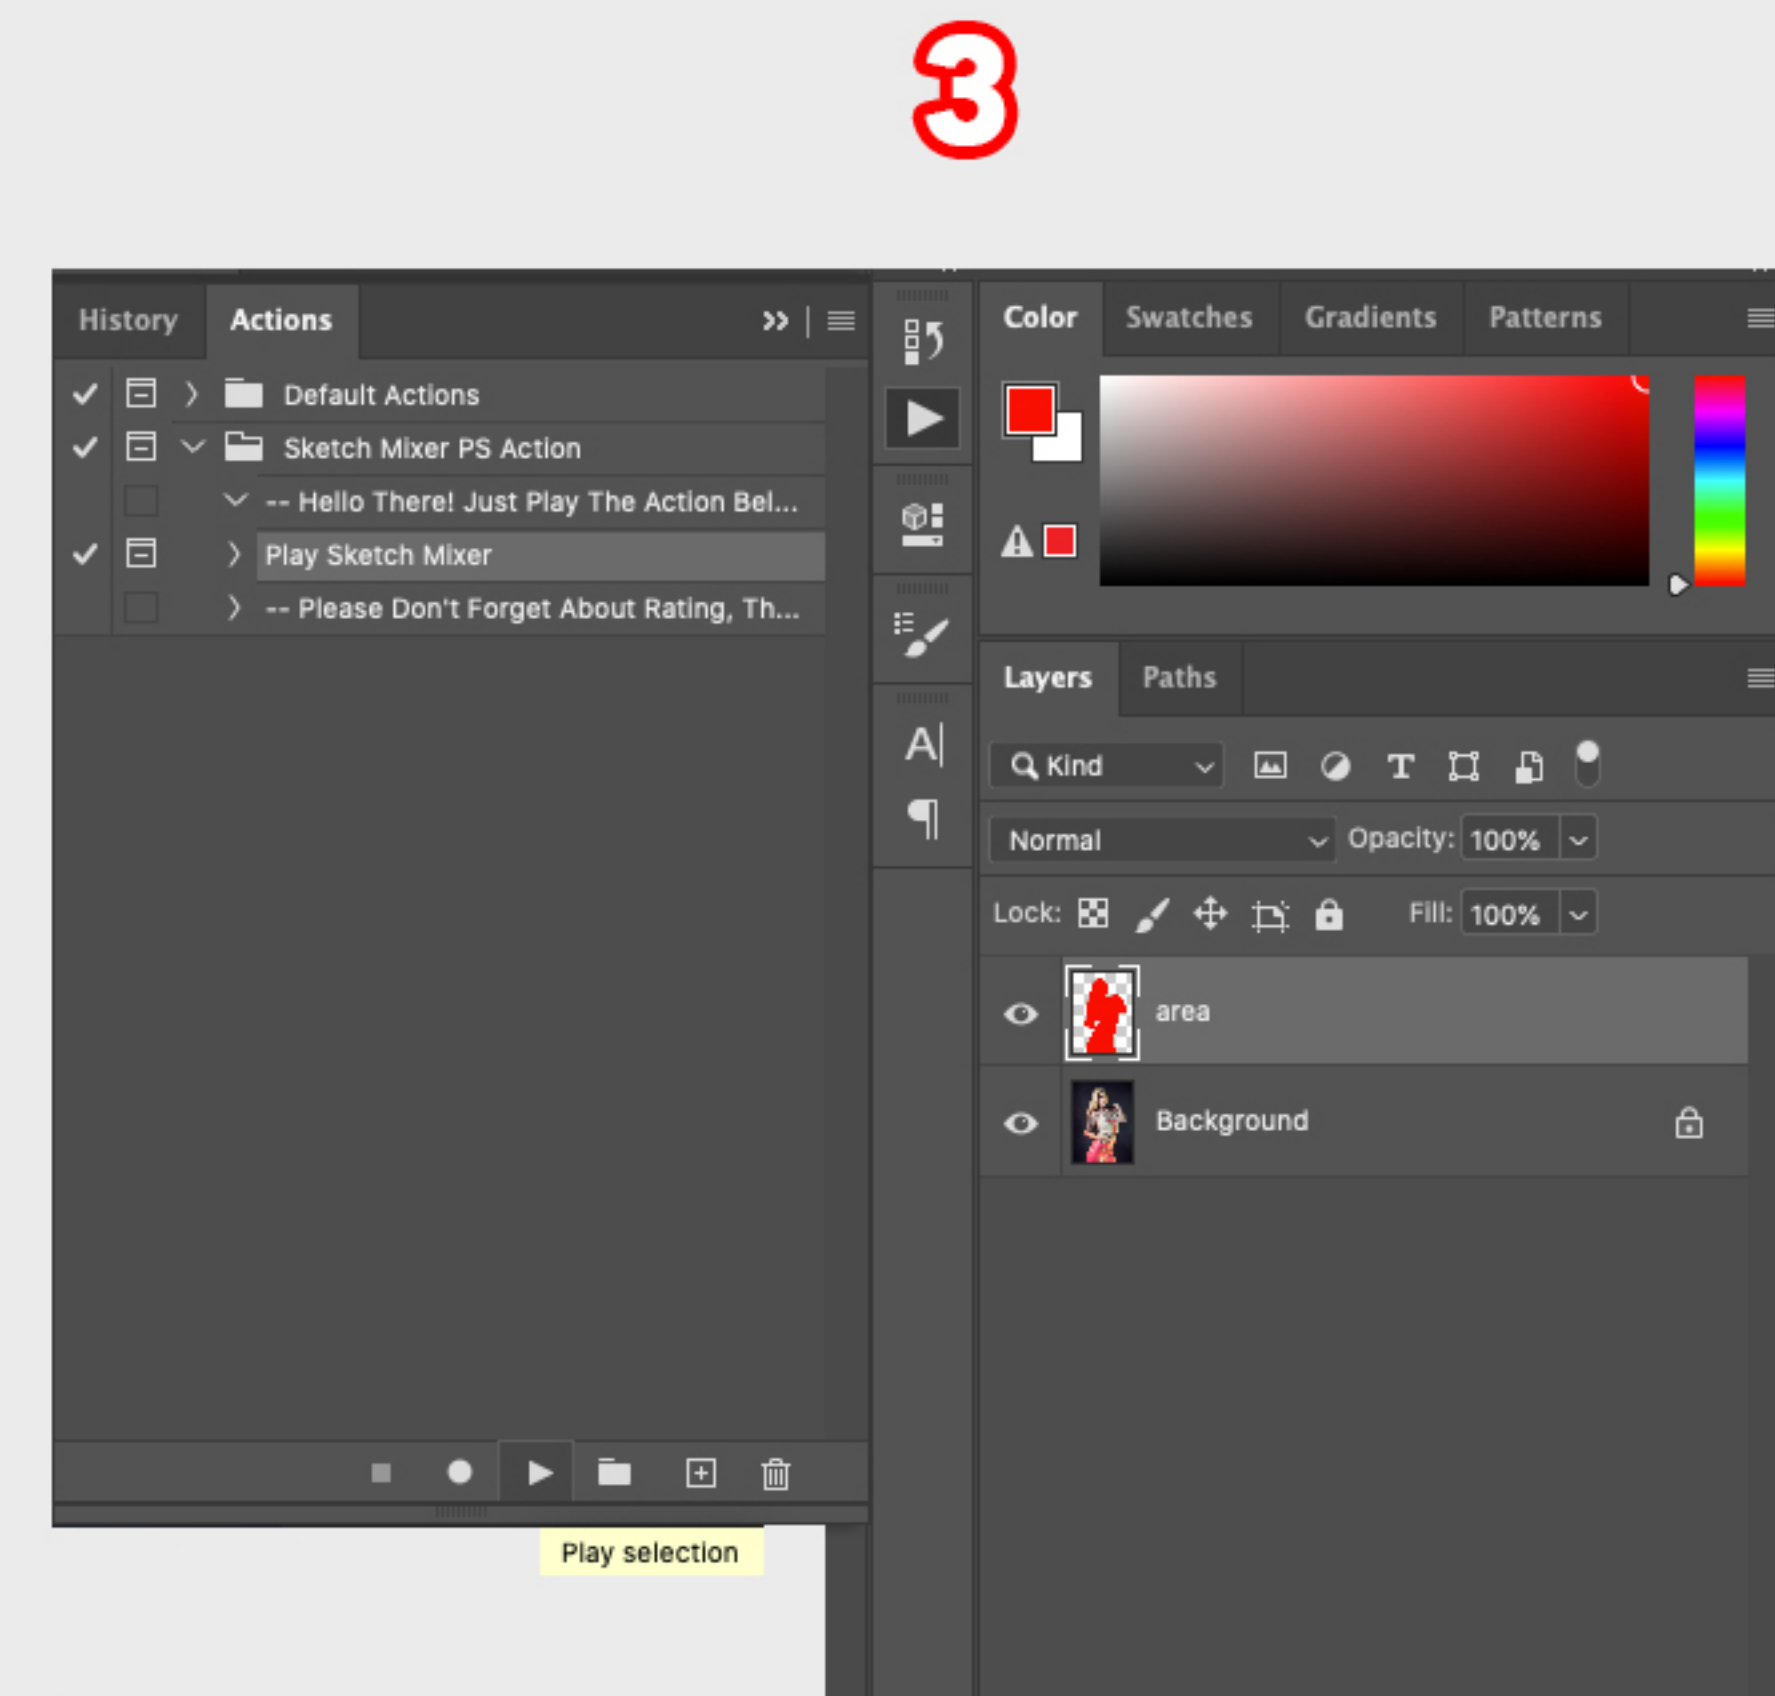 3
History Actions
Default Actions
Sketch Mixer PS Action
-- Hello There! Just Play The Action Bel...
Play Sketch Mixer
-- Please Don't Forget About Rating, Th...
Play selection
Color Swatches Gradients Patterns
Layers Paths
Kind
Normal Opacity: 100%
Lock: Fill: 100%
area
Background